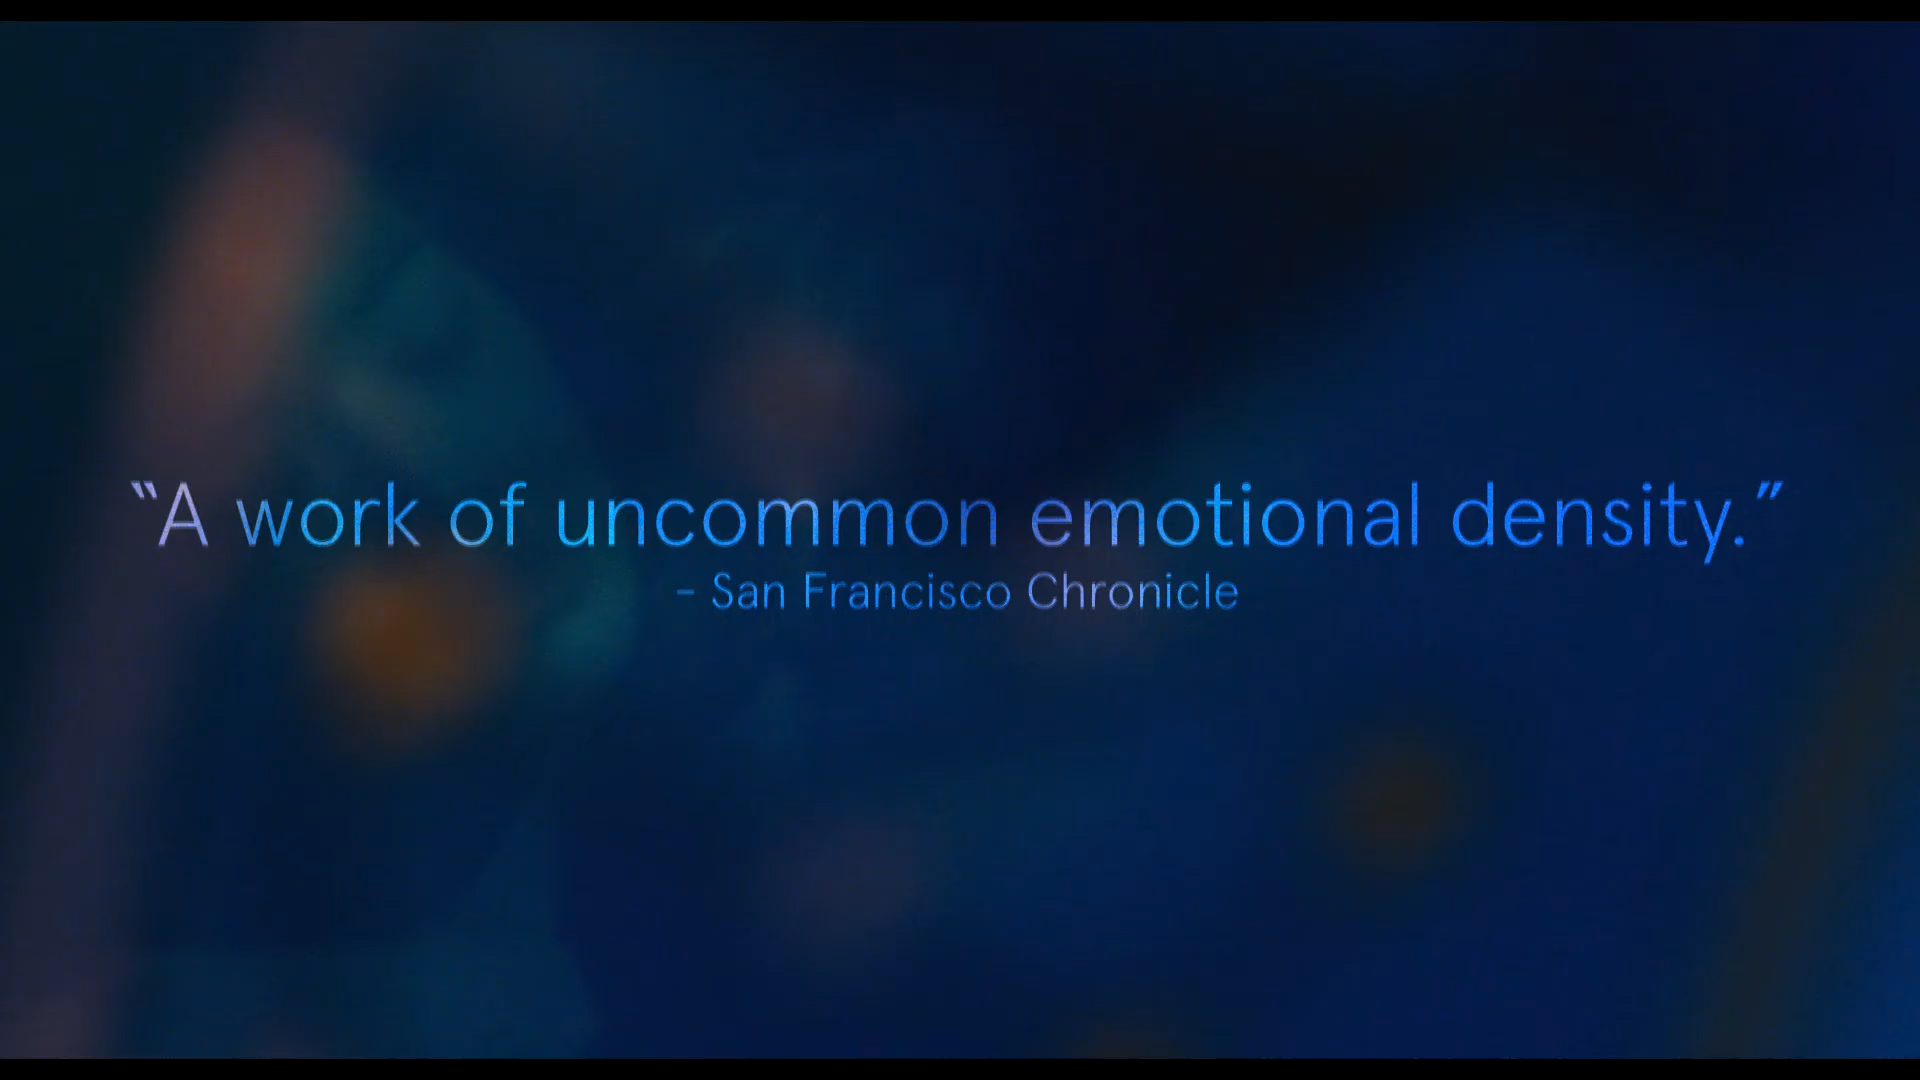 “A work of uncommon emotional density.”
- San Francisco Chronicle